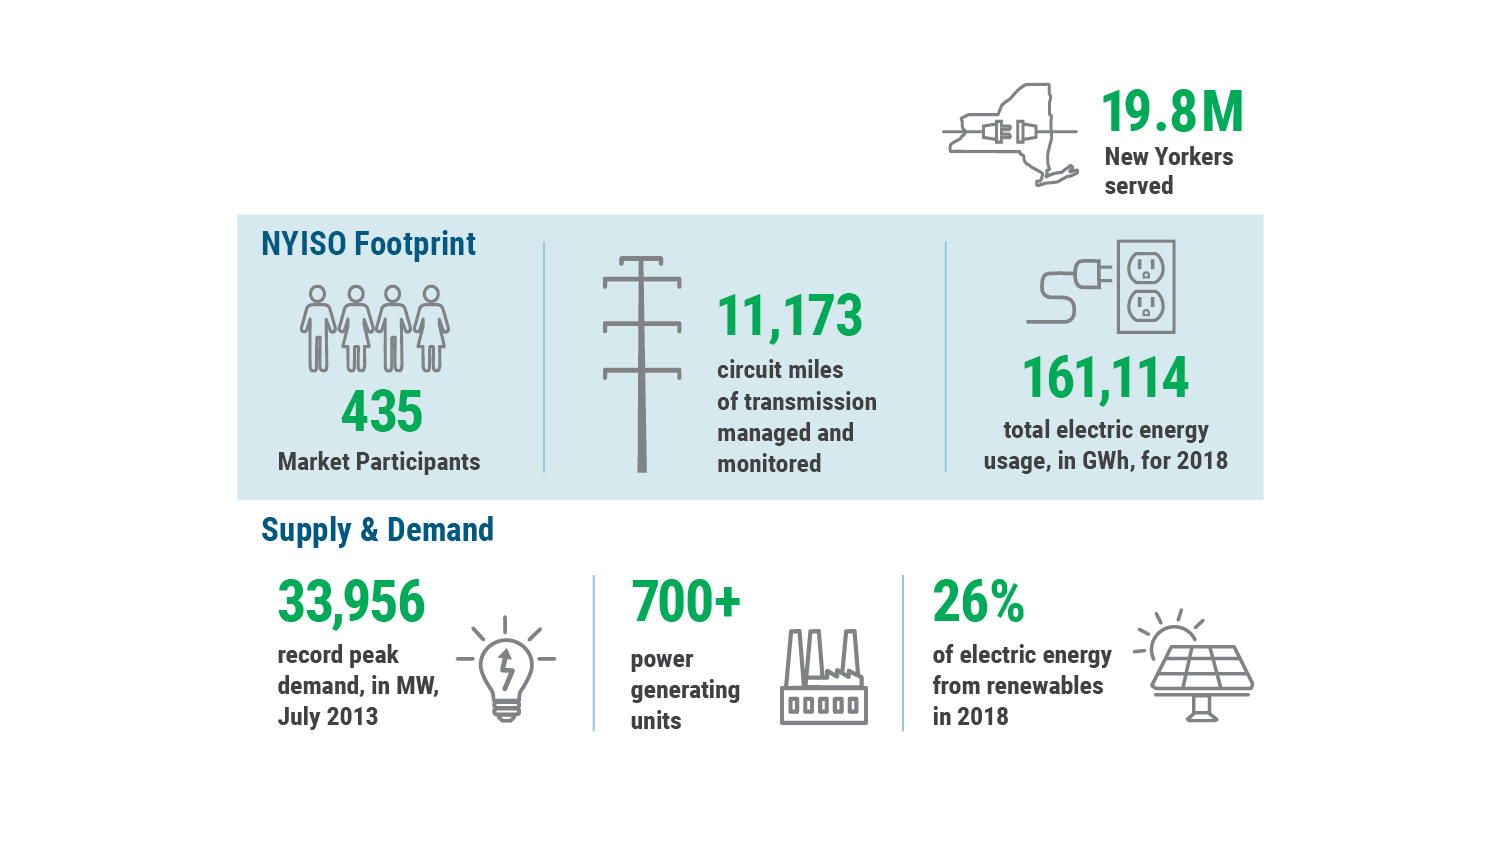 19.8M
New Yorkers
served
NYISO Footprint
435
Market Participants
11,173
circuit miles
of transmission
managed and
monitored
161,114
total electric energy
usage, in GWh, for 2018
Supply & Demand
33,956
record peak
demand, in MW,
July 2013
700+
power
generating
units
26%
of electric energy
from renewables
in 2018